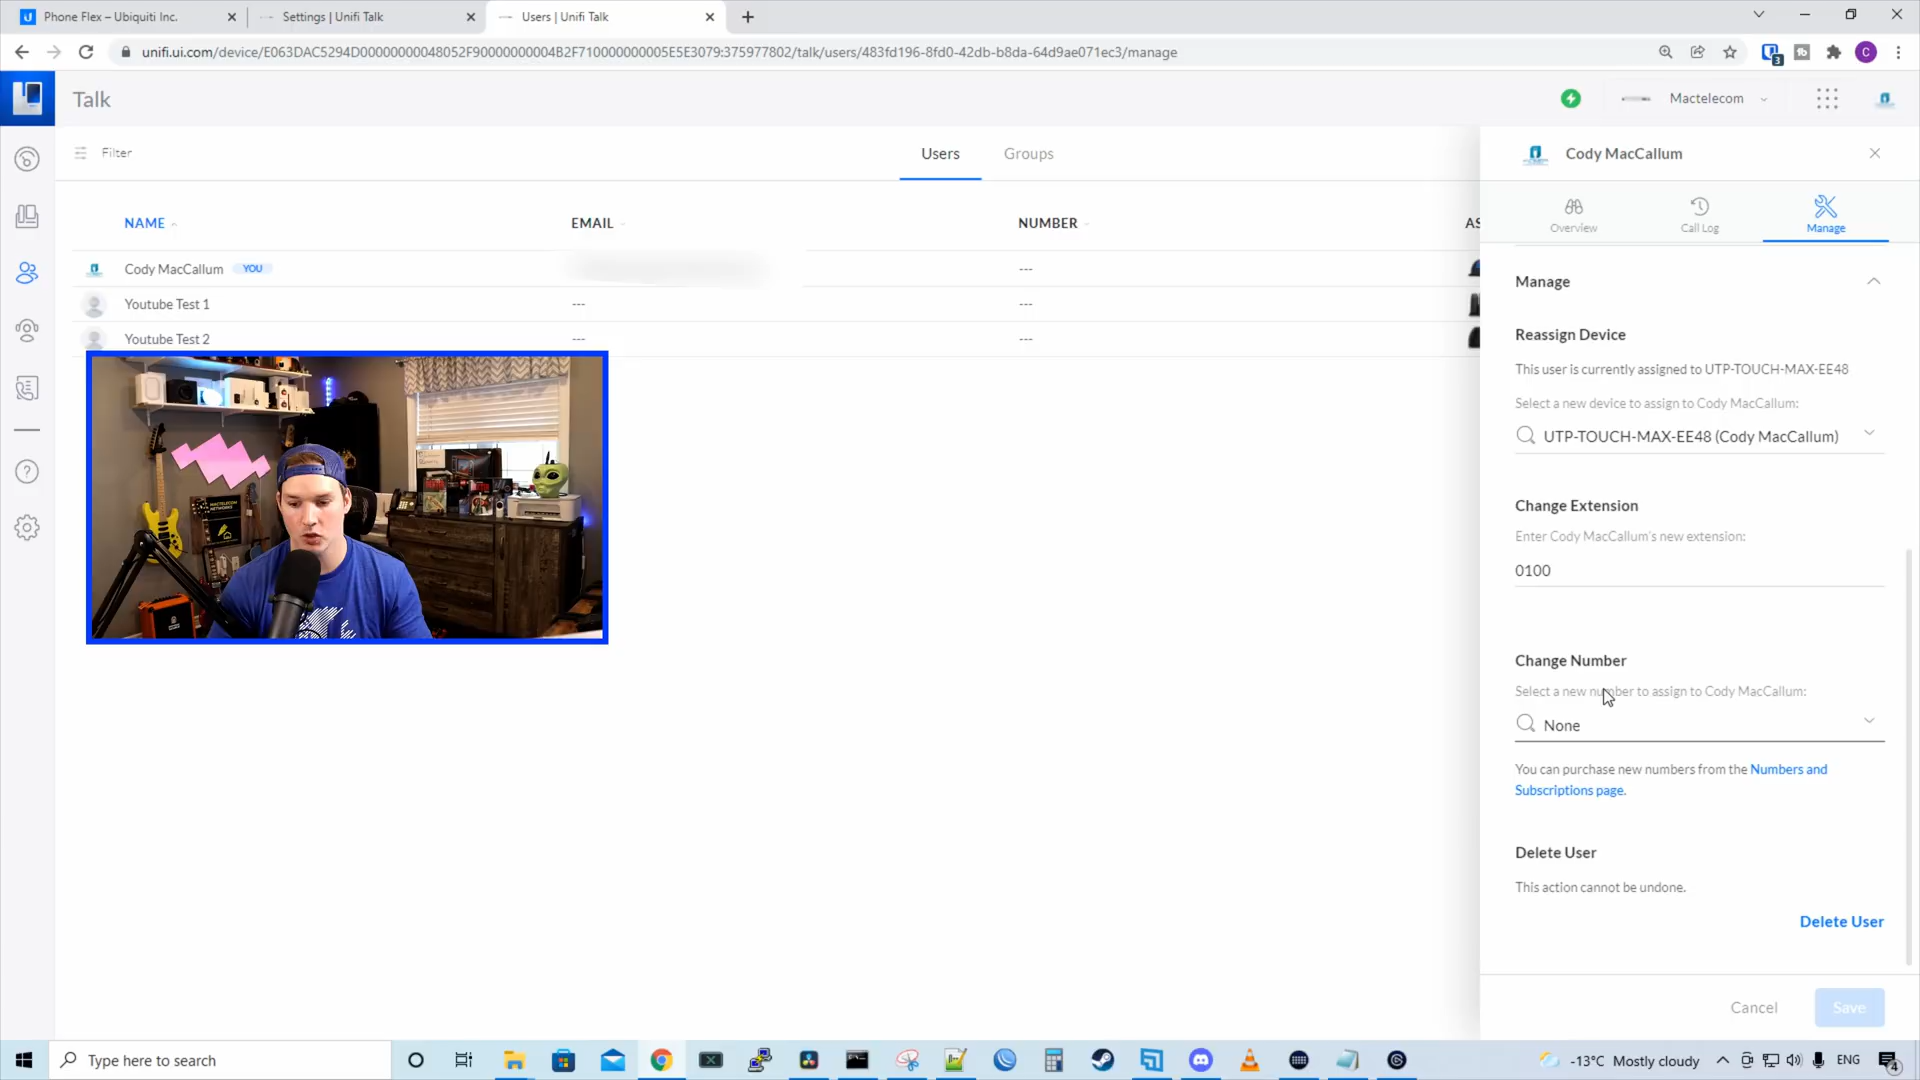 Phone Flex – Ubiquiti Inc.
Settings | Unifi Talk
Users | Unifi Talk
unifi.ui.com/device/E063DAC5294D00000000048052F90000000004B2F710000000005E5E3079:375977802/talk/users/483fd196-8fd0-42db-b8da-64d9ae071ec3/manage
3
C
Talk
Mactelecom
Filter
Users
Groups
Cody MacCallum
Overview
Call Log
Manage
NAME
EMAIL
NUMBER
AS
Cody MacCallum
YOU
---
Youtube Test 1
---
---
Youtube Test 2
---
---
Manage
Reassign Device
This user is currently assigned to UTP-TOUCH-MAX-EE48
Select a new device to assign to Cody MacCallum:
UTP-TOUCH-MAX-EE48 (Cody MacCallum)
Change Extension
Enter Cody MacCallum's new extension:
0100
Change Number
Select a new number to assign to Cody MacCallum:
None
You can purchase new numbers from the Numbers and
Subscriptions page.
Delete User
This action cannot be undone.
Delete User
Cancel
Save
MACTELECOM
NETWORKS
Type here to search
-13°C Mostly cloudy
ENG
4